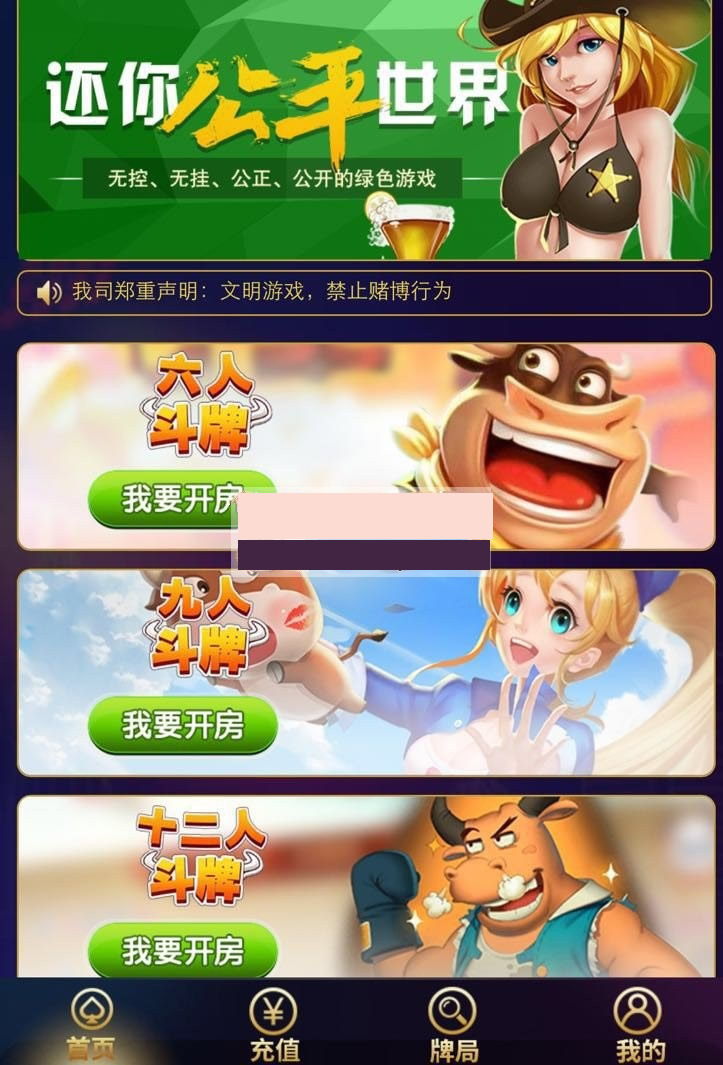 还你公平世界
无控、无挂、公正、公开的绿色游戏
我司郑重声明：文明游戏，禁止赌博行为
六人
斗牌
我要开房
九人
斗牌
我要开房
十二人
斗牌
我要开房
首页
充值
牌局
我的